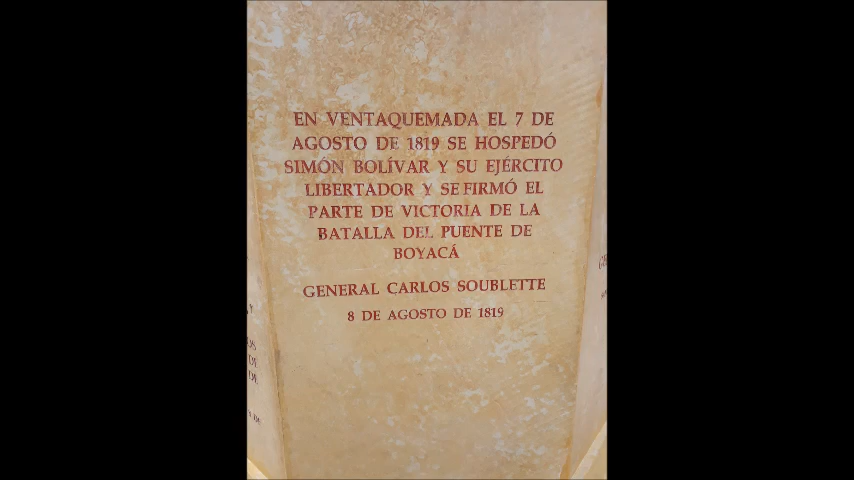 EN VENTAQUEMADA EL 7 DE
AGOSTO DE 1819 SE HOSPEDÓ
SIMÓN BOLÍVAR Y SU EJÉRCITO
LIBERTADOR Y SE FIRMÓ EL
PARTE DE VICTORIA DE LA
BATALLA DEL PUENTE DE
BOYACÁ
GENERAL CARLOS SOUBLETTE
8 DE AGOSTO DE 1819